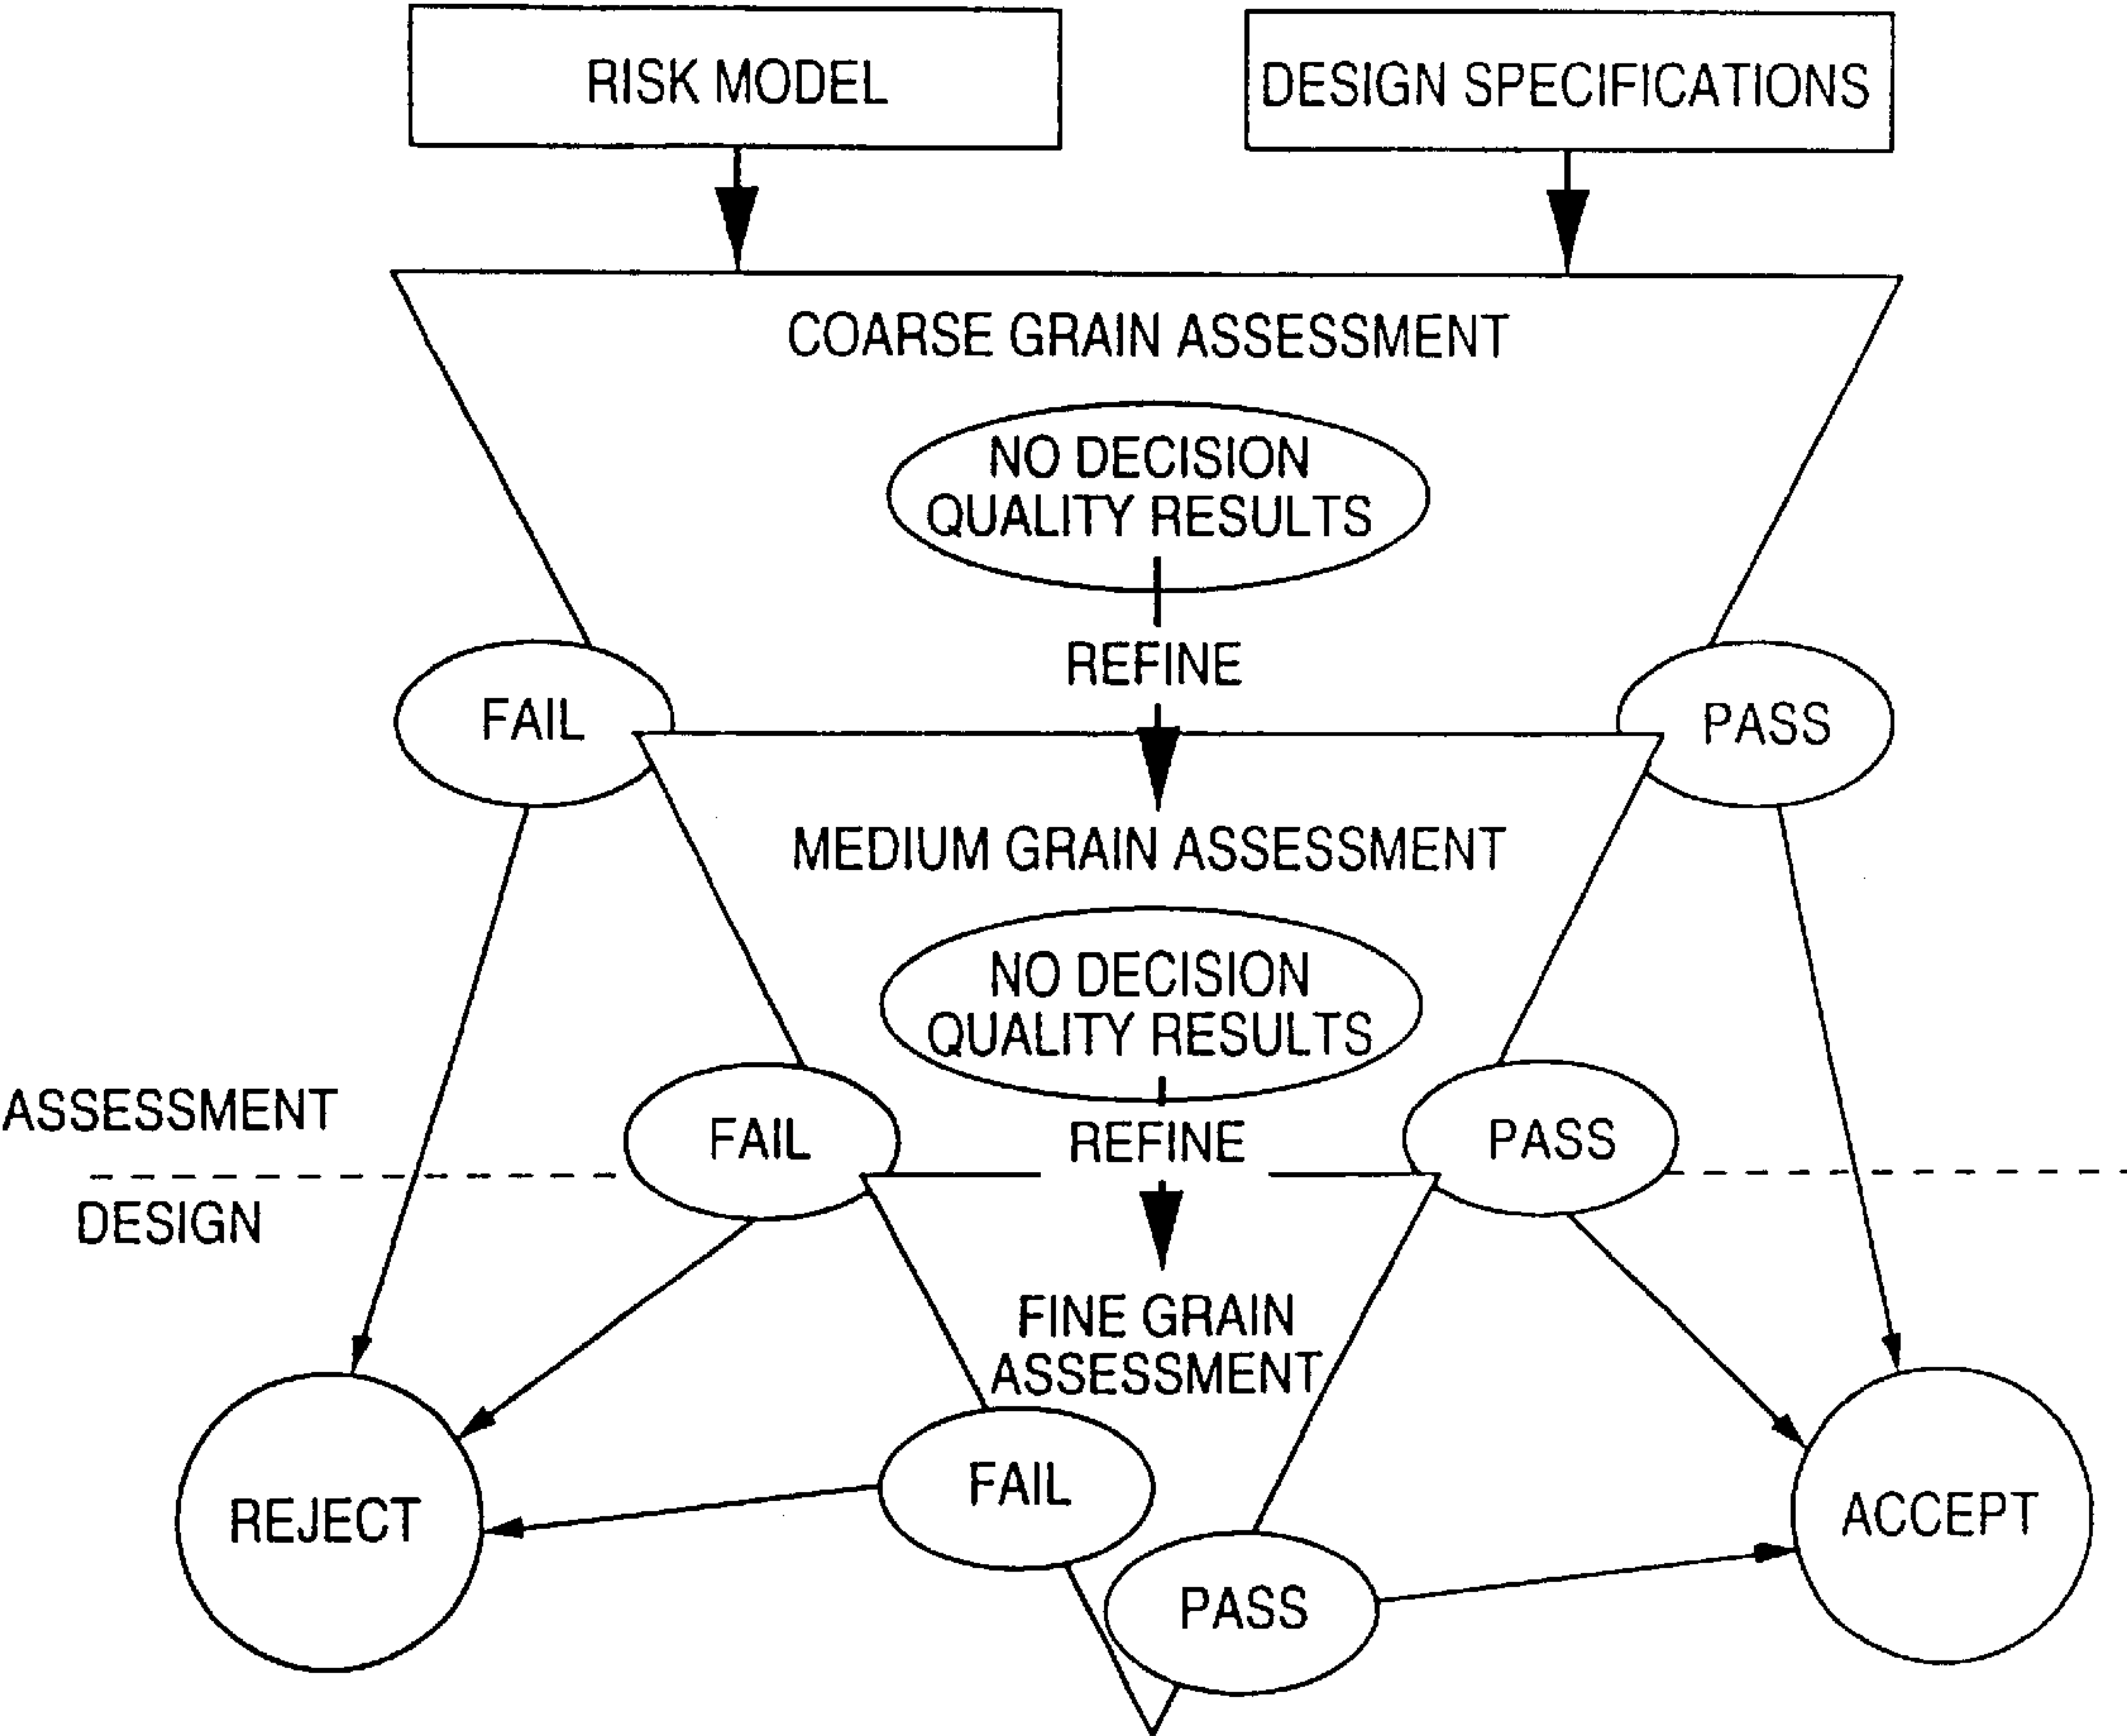 RISK MODEL
DESIGN SPECIFICATIONS
COARSE GRAIN ASSESSMENT
NO DECISION
QUALITY RESULTS
REFINE
FAIL
PASS
MEDIUM GRAIN ASSESSMENT
NO DECISION
QUALITY RESULTS
ASSESSMENT
FAIL
REFINE
PASS
DESIGN
FINE GRAIN
ASSESSMENT
FAIL
REJECT
ACCEPT
PASS